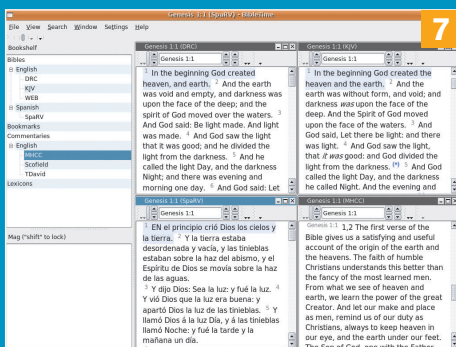 Genesis 1:1 (SpaRV) - BibleTime
7
File View Search Window Settings Help
Bookshelf
Bibles
English
DRC
KJV
WEB
Spanish
SpaRV
Bookmarks
Commentaries
English
MHCC
Scofield
TDavid
Lexicons
Mag ("shift" to lock)
Genesis 1:1 (DRC)
Genesis 1:1
1 In the beginning God created
heaven, and earth. 2 And the earth
was void and empty, and darkness was
upon the face of the deep; and the
spirit of God moved over the waters. 3
And God said: Be light made. And light
was made. 4 And God saw the light
that it was good; and he divided the
light from the darkness. 5 And he
called the light Day, and the darkness
Night; and there was evening and
morning one day. 6 And God said: Let
Genesis 1:1 (KJV)
Genesis 1:1
1 In the beginning God created the
heaven and the earth. 2 And the
earth was without form, and void; and
darkness was upon the face of the
deep. And the Spirit of God moved
upon the face of the waters. 3 And
God said, Let there be light: and there
was light. 4 And God saw the light,
that it was good: and God divided the
light from the darkness. (*) 5 And God
called the light Day, and the darkness
he called Night. And the evening and
Genesis 1:1 (SpaRV)
Genesis 1:1
1 EN el principio crió Dios los cielos y
la tierra. 2 Y la tierra estaba
desordenada y vacía, y las tinieblas
estaban sobre la haz del abismo, y el
Espíritu de Dios se movía sobre la haz
de las aguas.
3 Y dijo Dios: Sea la luz: y fué la luz. 4
Y vió Dios que la luz era buena: y
apartó Dios la luz de las tinieblas. 5 Y
llamó Dios á la luz Día, y á las tinieblas
llamó Noche: y fué la tarde y la
mañana un día.
Genesis 1:1 (MHCC)
Genesis 1:1
Genesis 1:1 1,2 The first verse of the
Bible gives us a satisfying and useful
account of the origin of the earth and
the heavens. The faith of humble
Christians understands this better than
the fancy of the most learned men.
From what we see of heaven and
earth, we learn the power of the great
Creator. And let our make and place
as men, remind us of our duty as
Christians, always to keep heaven in
our eye, and the earth under our feet.
The Son of God, one with the Father,